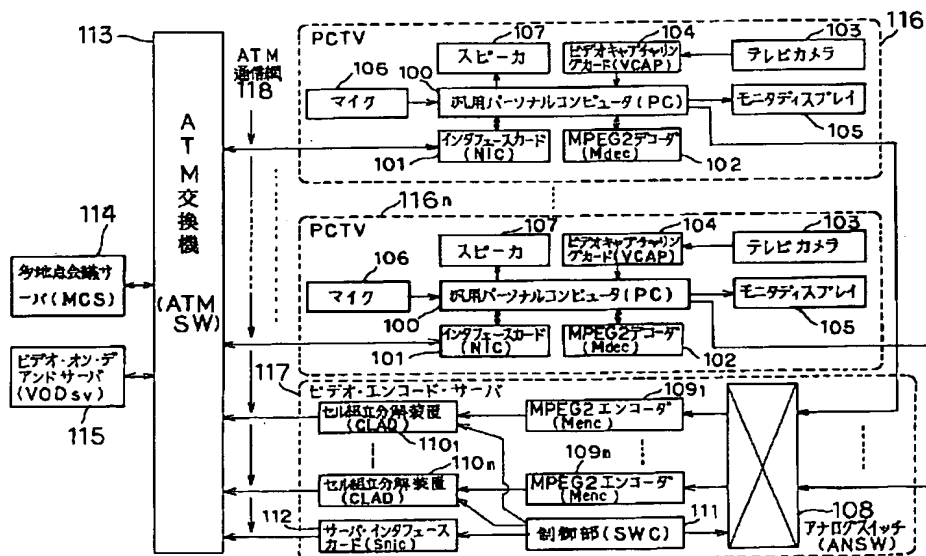 113
ATM
通信網
118
ATM交換機
(ATM
SW)
114
多地点会議サ
ーバ(MCS)
ビデオ・オン・デ
アンドサーバ
(VODsv)
115
PCTV
116
107
スピーカ
104
ビデオキャプチャリン
グカード(VCAP)
103
テレビカメラ
106
マイク
100
汎用パーソナルコンピュータ(PC)
モニタディスプレイ
105
インタフェースカード
(NIC)
101
MPEG2デコーダ
(Mdec)
102
116n
PCTV
107
スピーカ
104
ビデオキャプチャリン
グカード(VCAP)
103
テレビカメラ
106
マイク
汎用パーソナルコンピュータ(PC)
100
モニタディスプレイ
105
インタフェースカード
(NIC)
101
MPEG2デコーダ
(Mdec)
102
117
ビデオ・エンコード・サーバ
セル組立分解装置
(CLAD)
1101
MPEG2エンコーダ
(Menc)
1091
110n
セル組立分解装置
(CLAD)
109n
MPEG2エンコーダ
(Menc)
112
サーバ・インタフェース
カード(Snic)
制御部(SWC)
111
108
アナログスイッチ
(ANSW)